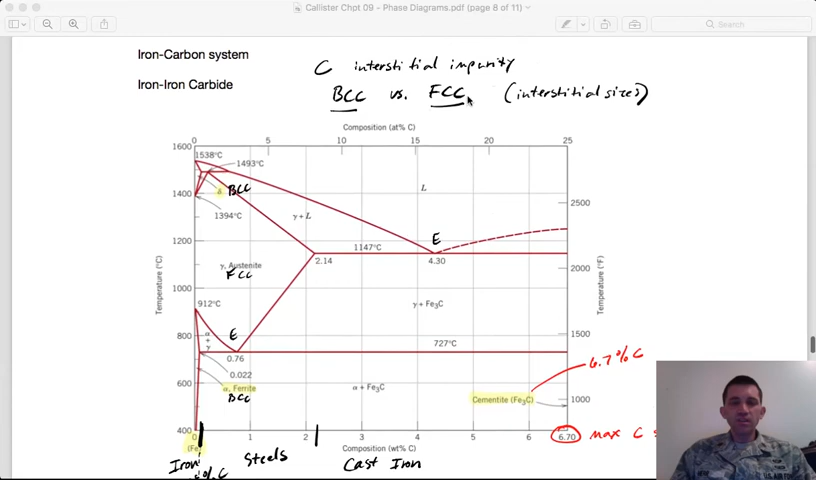 Callister Chpt 09 - Phase Diagrams.pdf (page 8 of 11)
Search
Iron-Carbon system
C interstitial impurity
Iron-Iron Carbide
BCC vs. FCC (interstitial sizes)
Composition (at% C)
0 5 10 15 20 25
1600
1538°C
1493°C
L
δ BCC
1400
2500
1394°C
γ + L
E
1200
1147°C
2.14
4.30
2000
γ, Austenite
FCC
Temperature (°C)
Temperature (°F)
1000
912°C
γ + Fe3C
α
+
γ
E
800
1500
727°C
0.76
6.7% C
0.022
600
α, Ferrite
BCC
α + Fe3C
Cementite (Fe3C)
1000
400
0 1 2 3 4 5 6 6.70
max C
(Fe)
Composition (wt% C)
Iron
Steels
Cast Iron
% C
US ARMY